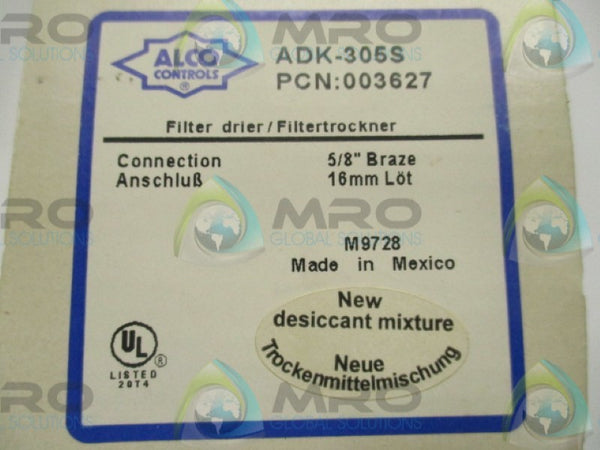 ALCO
CONTROLS
®
ADK-305S
PCN:003627
Filter drier/Filtertrockner
Connection 5/8" Braze
Anschluß 16mm Löt
M9728
Made in Mexico
New
desiccant mixture
Neue
Trockenmittelmischung
UL ®
LISTED
20T4
MRO
GLOBAL SOLUTIONS